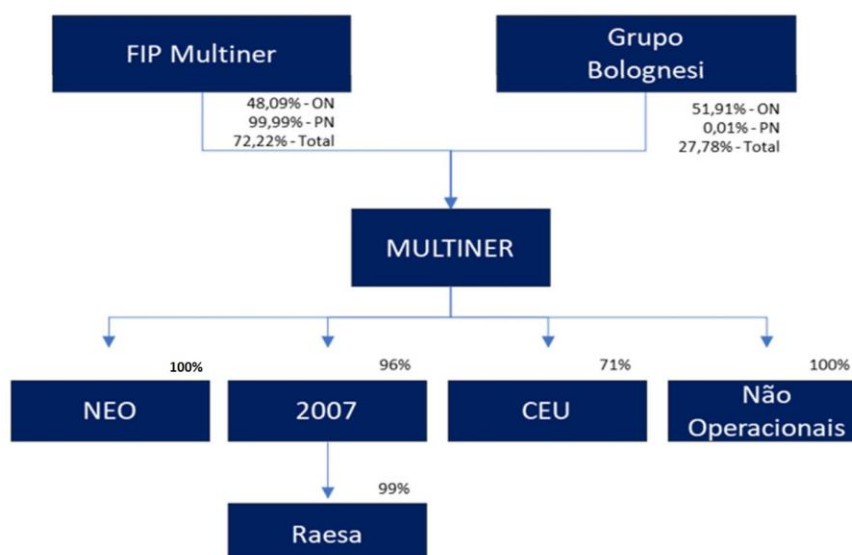 FIP Multiner
Grupo
Bolognesi
48,09% - ON
99,99% - PN
72,22% - Total
51,91% - ON
0,01% - PN
27,78% - Total
MULTINER
100%
96%
71%
100%
NEO
2007
CEU
Não
Operacionais
99%
Raesa